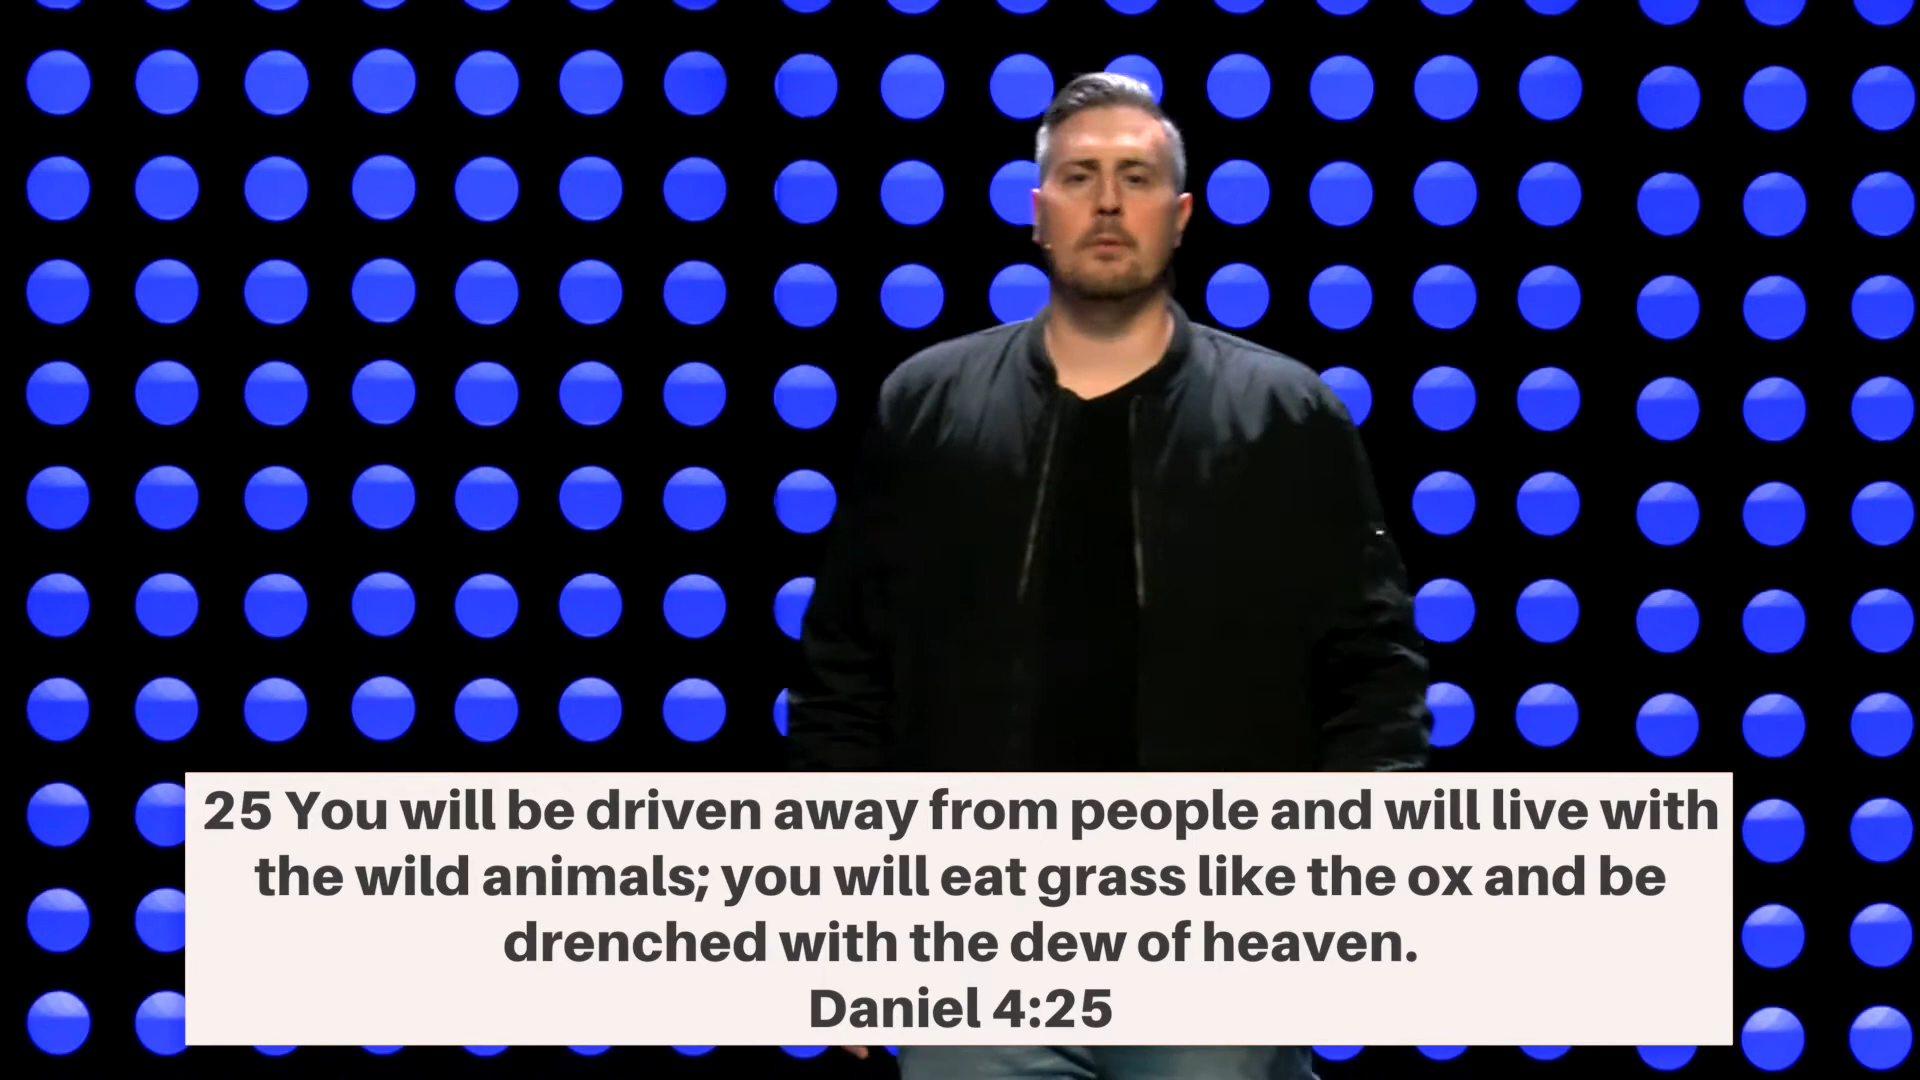 25 You will be driven away from people and will live with
the wild animals; you will eat grass like the ox and be
drenched with the dew of heaven.
Daniel 4:25